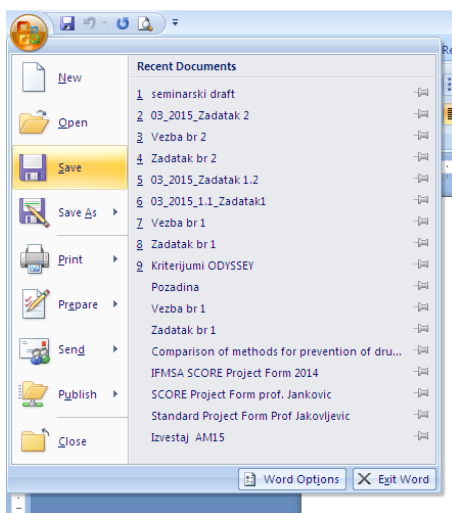 Re
New
Open
Save
Save As
Print
Prepare
Send
Publish
Close
Recent Documents
1 seminarski draft
2 03_2015_Zadatak 2
3 Vezba br 2
4 Zadatak br 2
5 03_2015_Zadatak 1.2
6 03_2015_1.1_Zadatak1
7 Vezba br 1
8 Zadatak br 1
9 Kriterijumi ODYSSEY
Pozadina
Vezba br 1
Zadatak br 1
Comparison of methods for prevention of dru...
IFMSA SCORE Project Form 2014
SCORE Project Form prof. Jankovic
Standard Project Form Prof Jakovljevic
Izvestaj AM15
Word Options
Exit Word